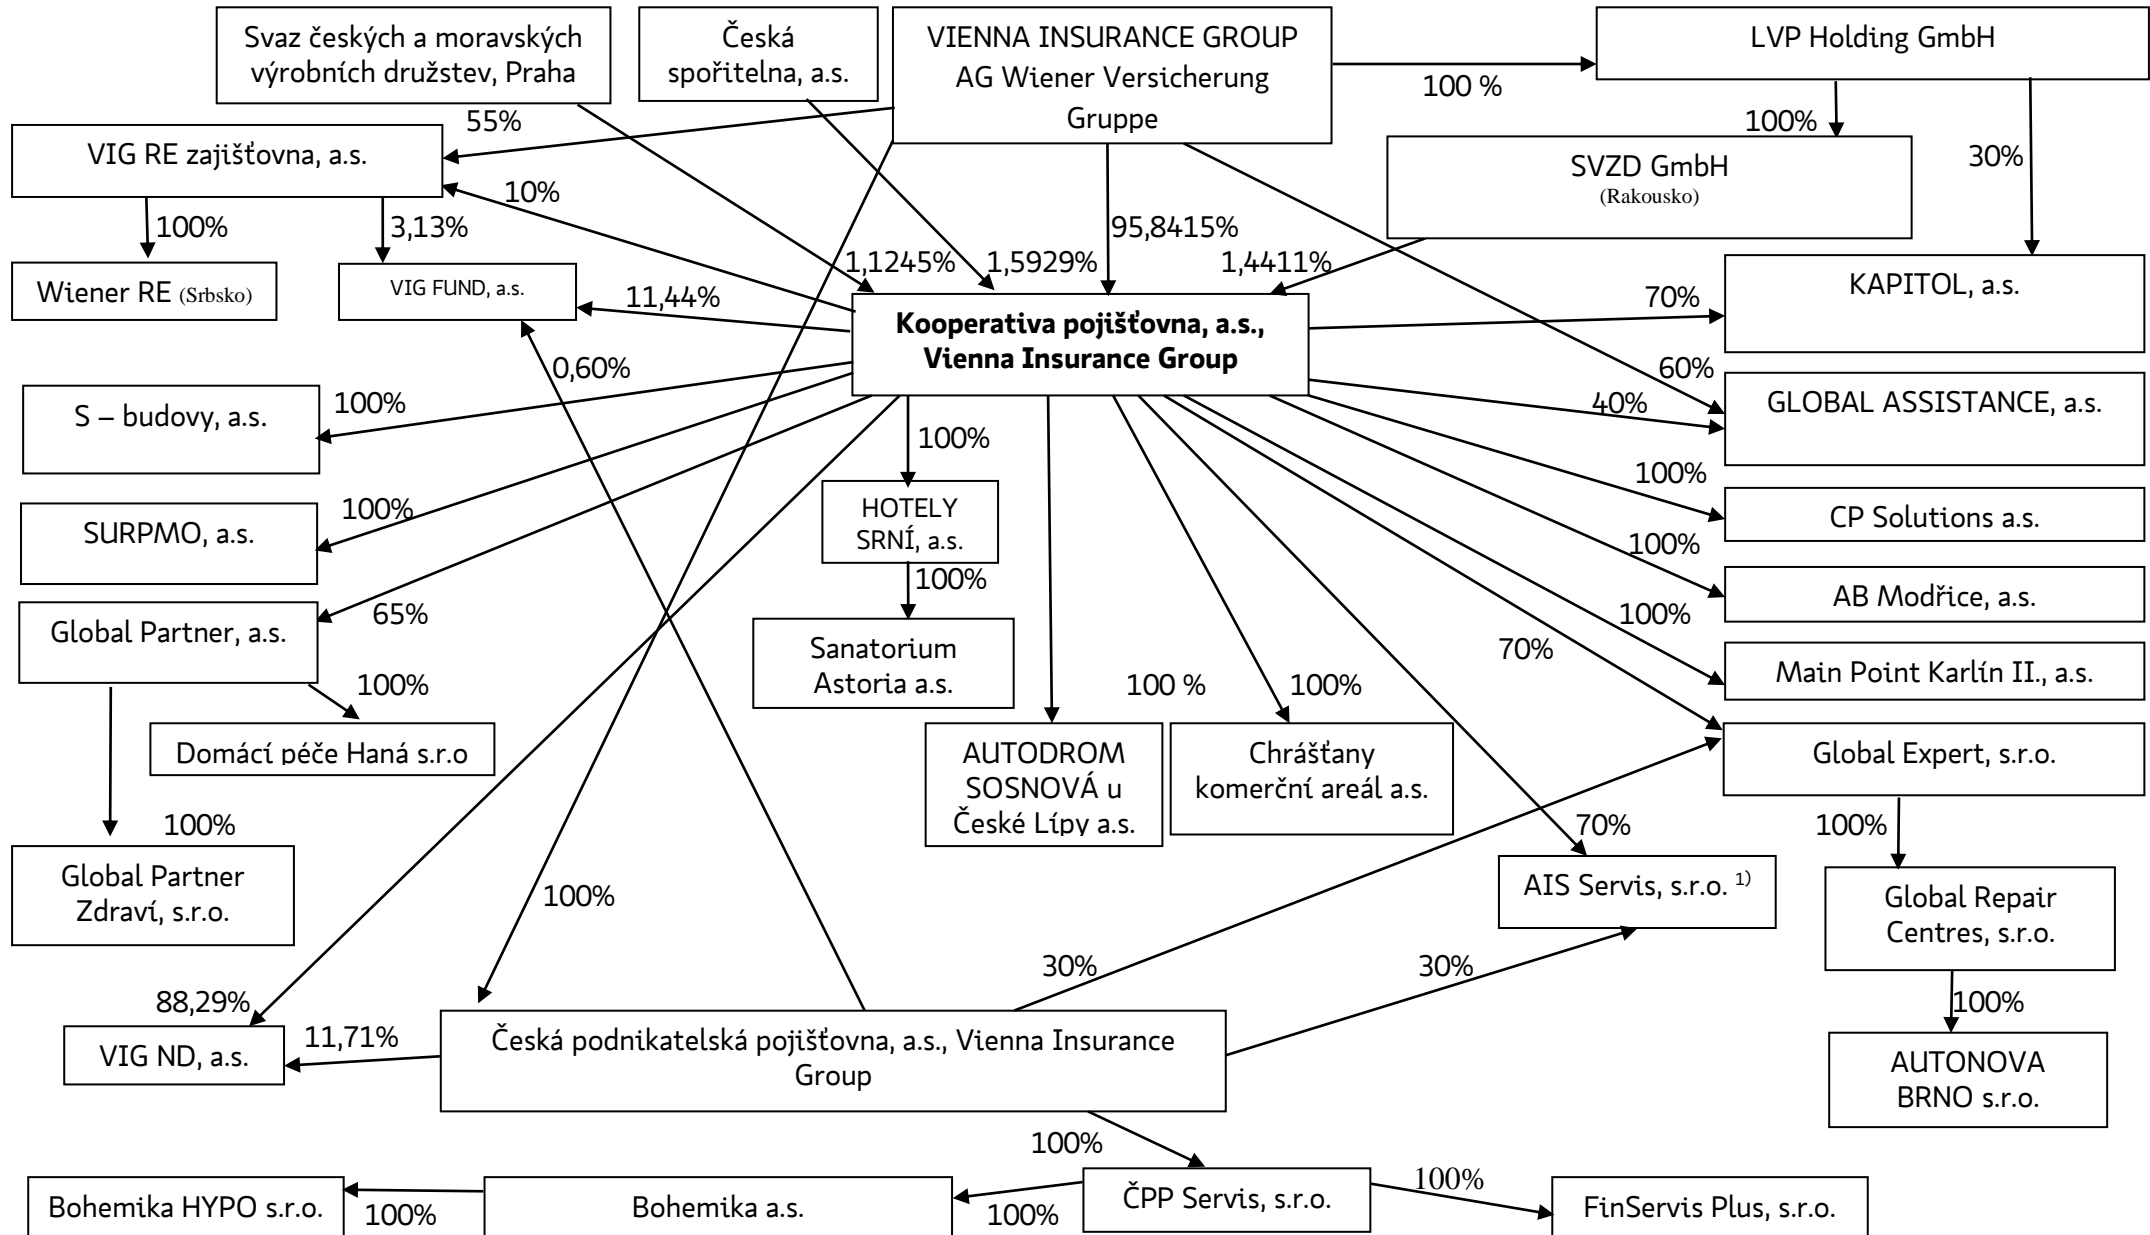 Svaz českých a moravských
výrobních družstev, Praha
Česká
spořitelna, a.s.
VIENNA INSURANCE GROUP
AG Wiener Versicherung
Gruppe
LVP Holding GmbH
100 %
55%
100%
VIG RE zajišťovna, a.s.
SVZD GmbH
(Rakousko)
30%
10%
100%
3,13%
95,8415%
1,1245%
1,5929%
1,4411%
Wiener RE (Srbsko)
VIG FUND, a.s.
11,44%
70%
KAPITOL, a.s.
Kooperativa pojišťovna, a.s.,
Vienna Insurance Group
0,60%
60%
S – budovy, a.s.
100%
40%
GLOBAL ASSISTANCE, a.s.
100%
100%
SURPMO, a.s.
100%
HOTELY
SRNÍ, a.s.
CP Solutions a.s.
100%
100%
AB Modřice, a.s.
Global Partner, a.s.
65%
100%
70%
Sanatorium
Astoria a.s.
Main Point Karlín II., a.s.
100%
100 %
100%
Domácí péče Haná s.r.o
AUTODROM
SOSNOVÁ u
České Lípy a.s.
Chrášťany
komerční areál a.s.
Global Expert, s.r.o.
100%
70%
100%
Global Partner
Zdraví, s.r.o.
100%
AIS Servis, s.r.o. 1)
Global Repair
Centres, s.r.o.
30%
30%
88,29%
100%
VIG ND, a.s.
11,71%
Česká podnikatelská pojišťovna, a.s., Vienna Insurance
Group
AUTONOVA
BRNO s.r.o.
100%
Bohemika HYPO s.r.o.
100%
Bohemika a.s.
100%
ČPP Servis, s.r.o.
100%
FinServis Plus, s.r.o.